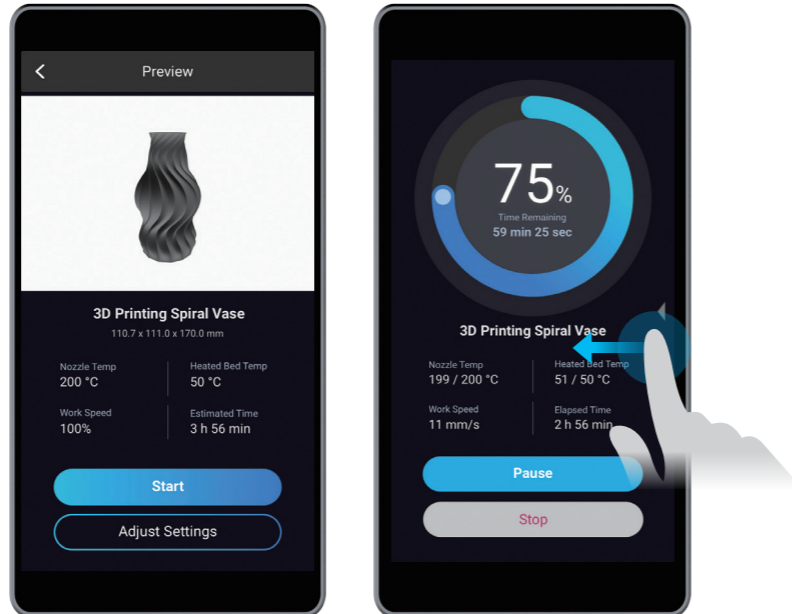 Preview
3D Printing Spiral Vase
110.7 x 111.0 x 170.0 mm
Nozzle Temp
200 °C
Heated Bed Temp
50 °C
Work Speed
100%
Estimated Time
3 h 56 min
Start
Adjust Settings
75%
Time Remaining
59 min 25 sec
3D Printing Spiral Vase
Nozzle Temp
199 / 200 °C
Heated Bed Temp
51 / 50 °C
Work Speed
11 mm/s
Elapsed Time
2 h 56 min
Pause
Stop